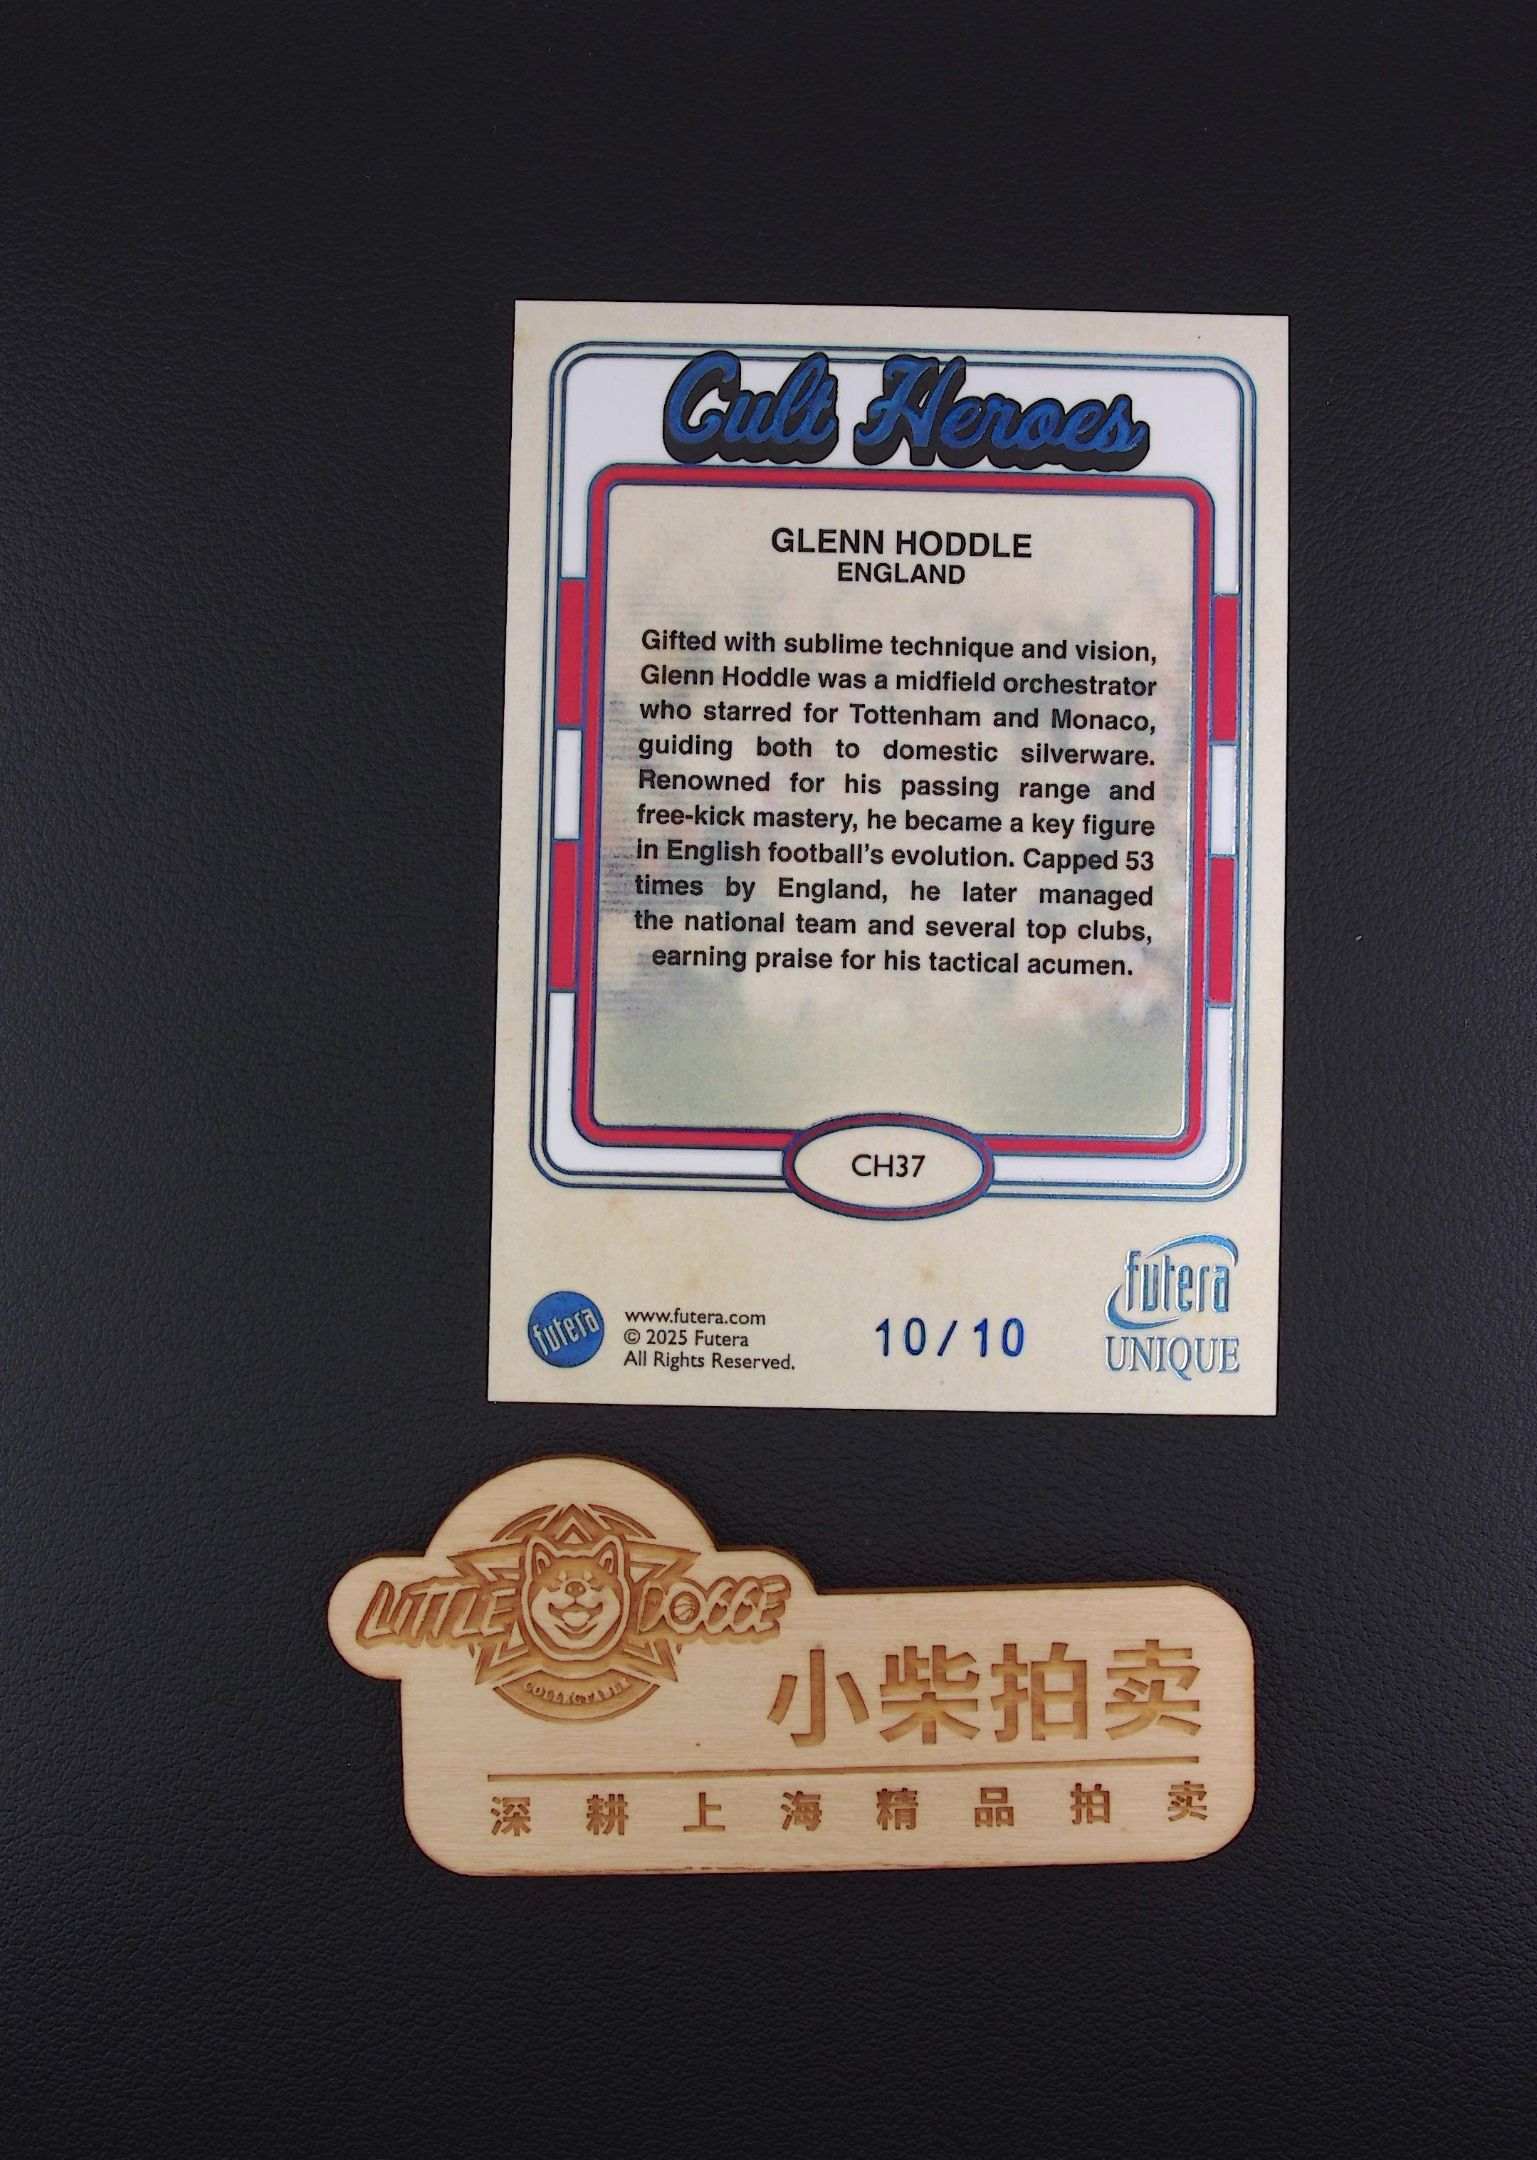 Cult Heroes
GLENN HODDLE
ENGLAND
Gifted with sublime technique and vision,
Glenn Hoddle was a midfield orchestrator
who starred for Tottenham and Monaco,
guiding both to domestic silverware.
Renowned for his passing range and
free-kick mastery, he became a key figure
in English football's evolution. Capped 53
times by England, he later managed
the national team and several top clubs,
earning praise for his tactical acumen.
CH37
futera
www.futera.com
© 2025 Futera
All Rights Reserved.
10/10
futera
UNIQUE
LITTLE DOGGE
COLLECTABLE
小柴拍卖
深耕上海精品拍卖